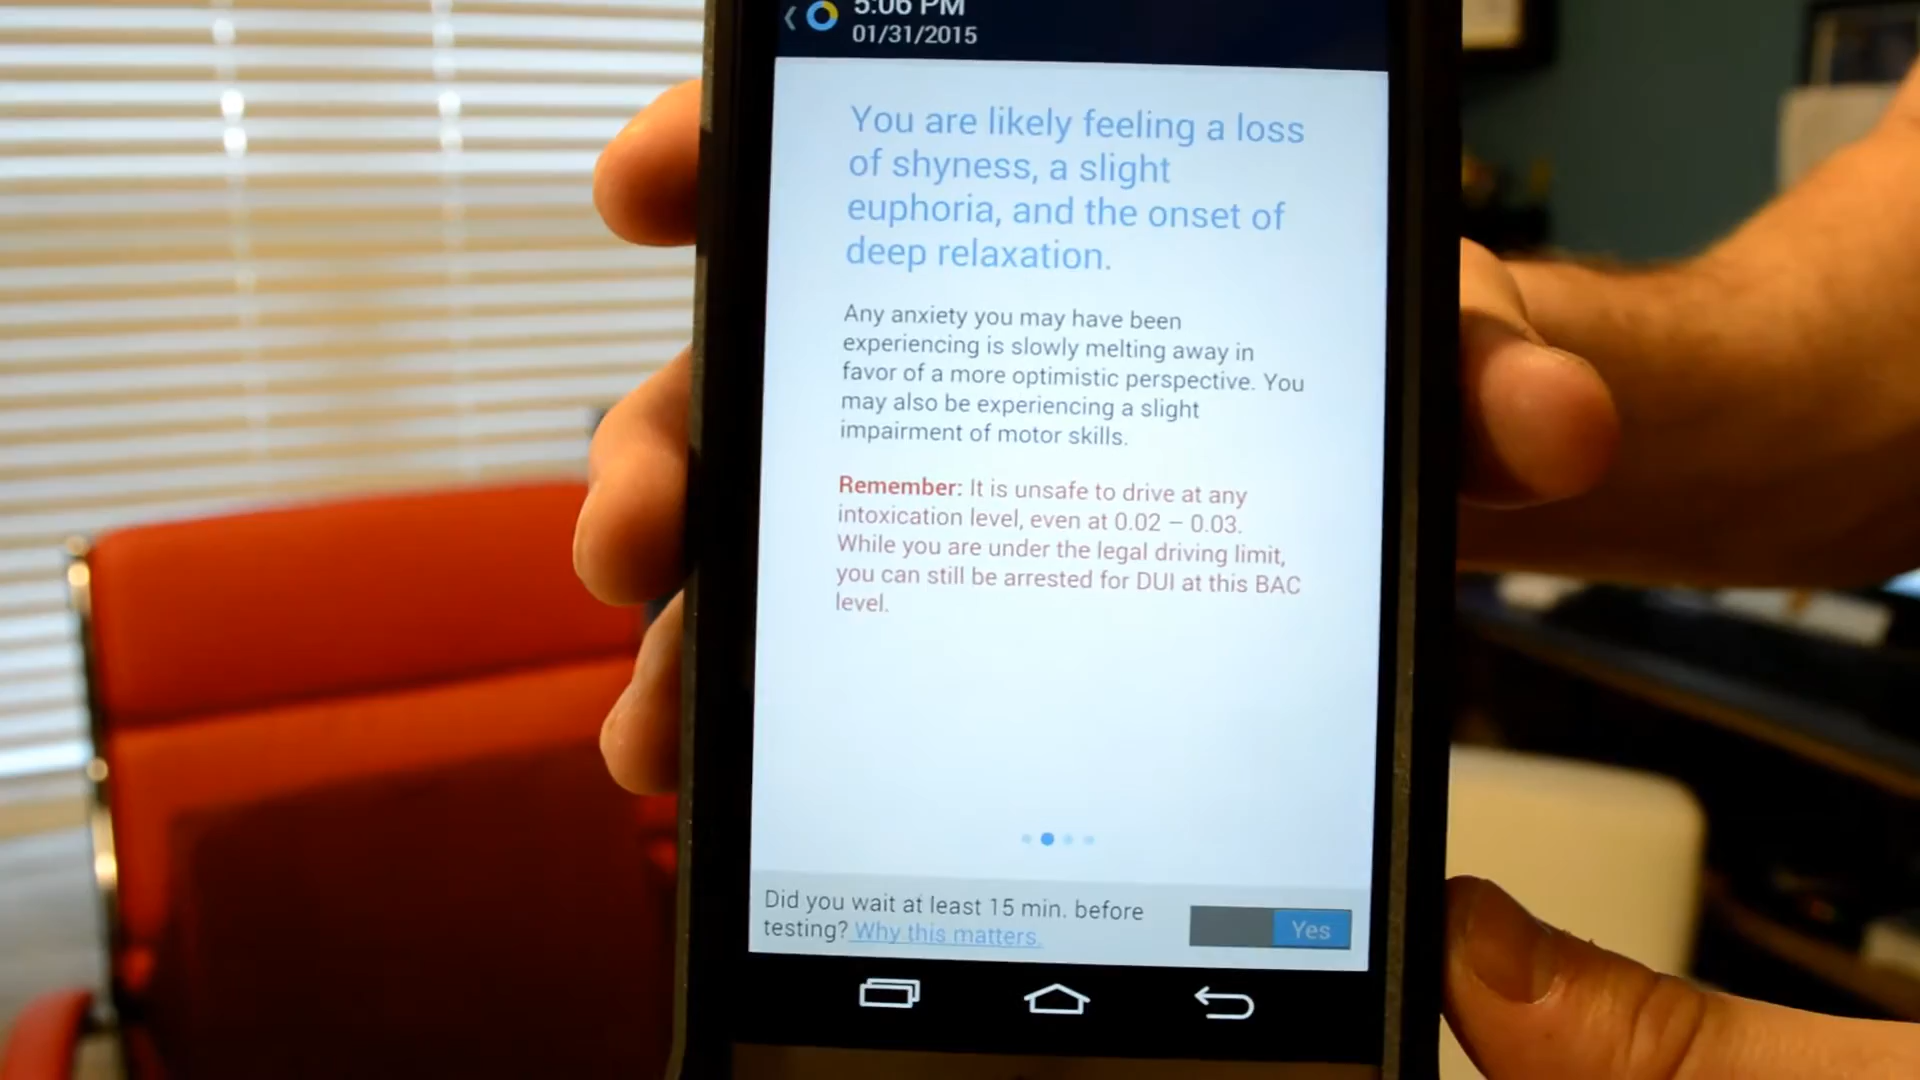 5:06 PM
01/31/2015
You are likely feeling a loss
of shyness, a slight
euphoria, and the onset of
deep relaxation.
Any anxiety you may have been
experiencing is slowly melting away in
favor of a more optimistic perspective. You
may also be experiencing a slight
impairment of motor skills.
Remember: It is unsafe to drive at any
intoxication level, even at 0.02 – 0.03.
While you are under the legal driving limit,
you can still be arrested for DUI at this BAC
level.
Did you wait at least 15 min. before
testing? Why this matters.
Yes